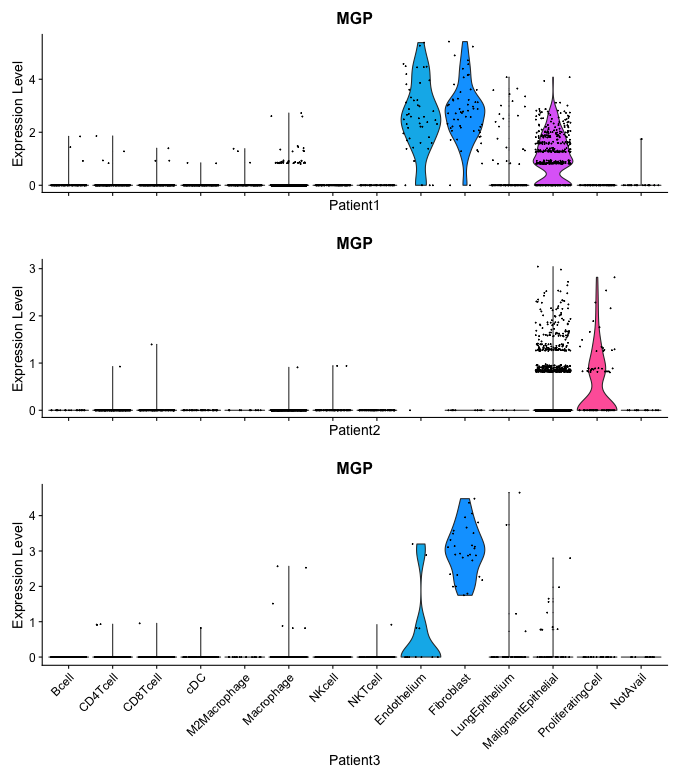 MGP
Expression Level
4
2
0
Patient1
MGP
Expression Level
3
2
1
0
Patient2
MGP
Expression Level
4
3
2
1
0
Bcell
CD4Tcell
CD8Tcell
cDC
M2Macrophage
Macrophage
NKcell
NKTcell
Endothelium
Fibroblast
LungEpithelium
MalignantEpithelial
ProliferatingCell
NotAvail
Patient3